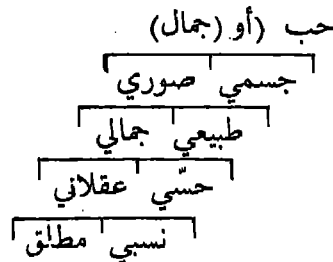 حب (أو (جمال)
جسمي صوري
طبيعي جمالي
حسّي عقلاني
نسبي مطلق